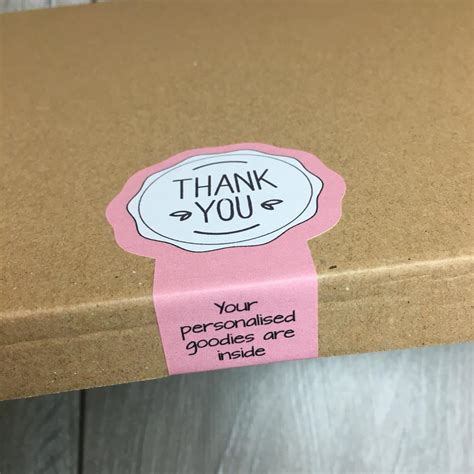 THANK
YOU
Your
personalised
goodies are
inside